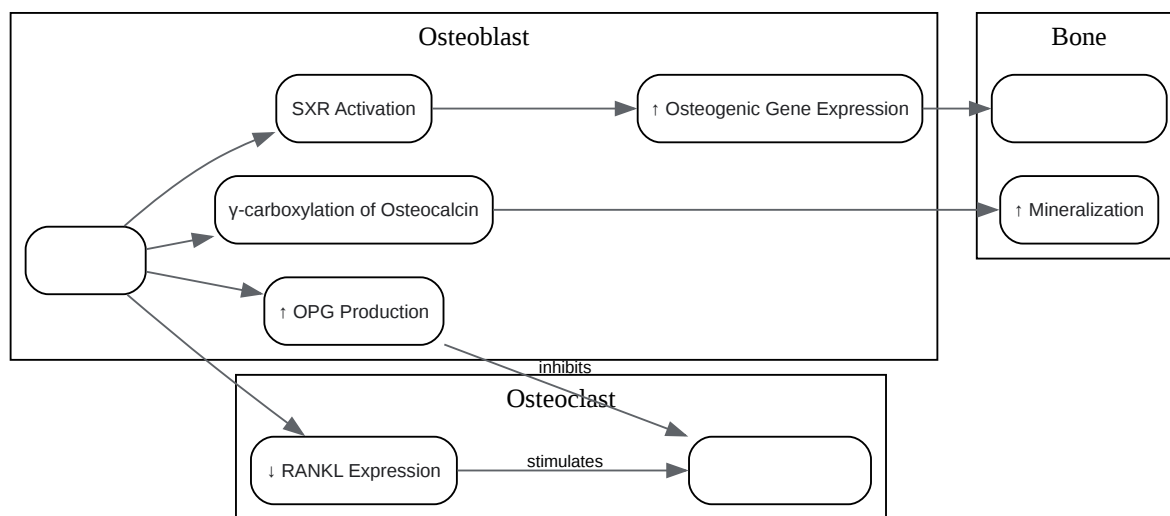 Osteoblast
Bone
SXR Activation
↑ Osteogenic Gene Expression
γ-carboxylation of Osteocalcin
↑ Mineralization
↑ OPG Production
inhibits
Osteoclast
↓ RANKL Expression
stimulates